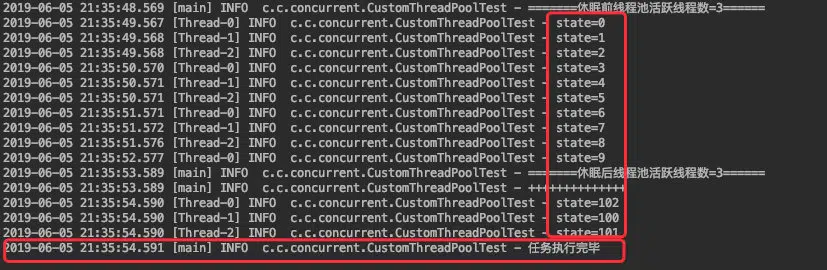 2019-06-05 21:35:48.569 [main] INFO  c.c.concurrent.CustomThreadPoolTest - ========休眠前线程池活跃线程数=3======
2019-06-05 21:35:49.567 [Thread-0] INFO  c.c.concurrent.CustomThreadPoolTest - state=0
2019-06-05 21:35:49.568 [Thread-1] INFO  c.c.concurrent.CustomThreadPoolTest - state=1
2019-06-05 21:35:49.568 [Thread-2] INFO  c.c.concurrent.CustomThreadPoolTest - state=2
2019-06-05 21:35:50.570 [Thread-0] INFO  c.c.concurrent.CustomThreadPoolTest - state=3
2019-06-05 21:35:50.571 [Thread-1] INFO  c.c.concurrent.CustomThreadPoolTest - state=4
2019-06-05 21:35:50.571 [Thread-2] INFO  c.c.concurrent.CustomThreadPoolTest - state=5
2019-06-05 21:35:51.571 [Thread-0] INFO  c.c.concurrent.CustomThreadPoolTest - state=6
2019-06-05 21:35:51.572 [Thread-1] INFO  c.c.concurrent.CustomThreadPoolTest - state=7
2019-06-05 21:35:51.576 [Thread-2] INFO  c.c.concurrent.CustomThreadPoolTest - state=8
2019-06-05 21:35:52.577 [Thread-0] INFO  c.c.concurrent.CustomThreadPoolTest - state=9
2019-06-05 21:35:53.589 [main] INFO  c.c.concurrent.CustomThreadPoolTest - ========休眠后线程池活跃线程数=3======
2019-06-05 21:35:53.589 [main] INFO  c.c.concurrent.CustomThreadPoolTest - ++++++++++++++
2019-06-05 21:35:54.590 [Thread-0] INFO  c.c.concurrent.CustomThreadPoolTest - state=102
2019-06-05 21:35:54.590 [Thread-1] INFO  c.c.concurrent.CustomThreadPoolTest - state=100
2019-06-05 21:35:54.590 [Thread-2] INFO  c.c.concurrent.CustomThreadPoolTest - state=101
2019-06-05 21:35:54.591 [main] INFO  c.c.concurrent.CustomThreadPoolTest - 任务执行完毕